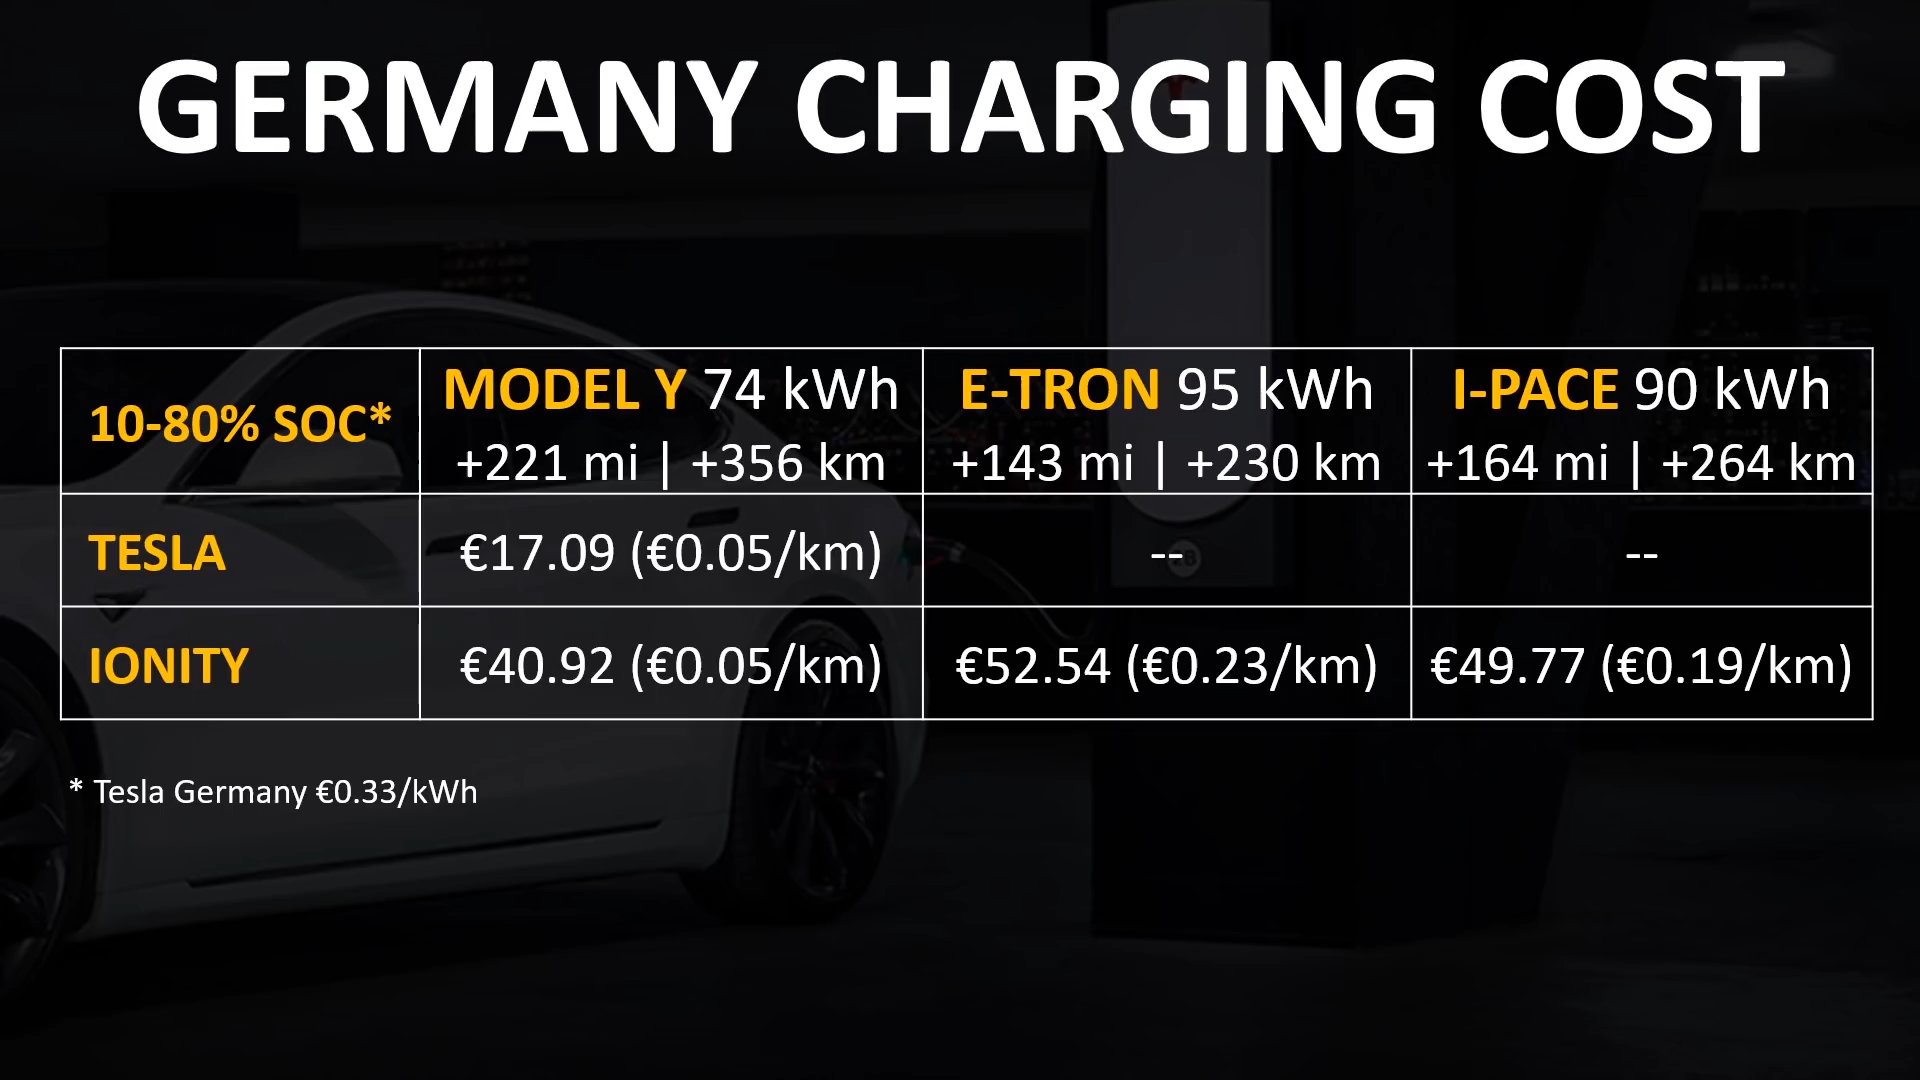 GERMANY CHARGING COST
10-80% SOC*
MODEL Y 74 kWh
+221 mi | +356 km
E-TRON 95 kWh
+143 mi | +230 km
I-PACE 90 kWh
+164 mi | +264 km
TESLA
€17.09 (€0.05/km)
--
--
IONITY
€40.92 (€0.05/km)
€52.54 (€0.23/km)
€49.77 (€0.19/km)
* Tesla Germany €0.33/kWh